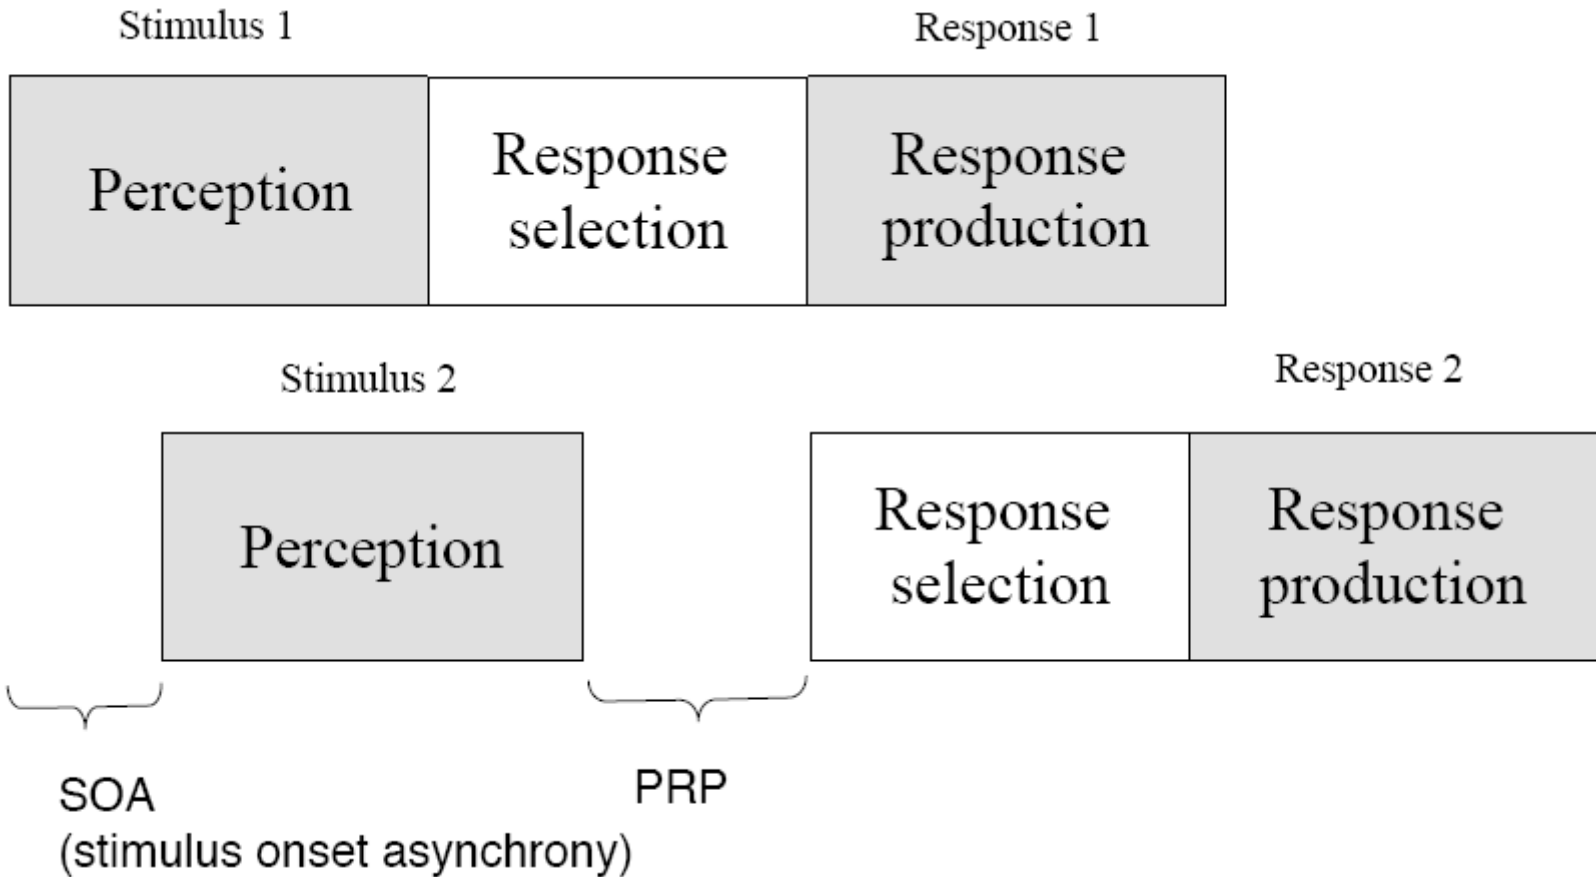 Stimulus 1
Response 1
Perception
Response
selection
Response
production
Stimulus 2
Response 2
Perception
Response
selection
Response
production
SOA
(stimulus onset asynchrony)
PRP